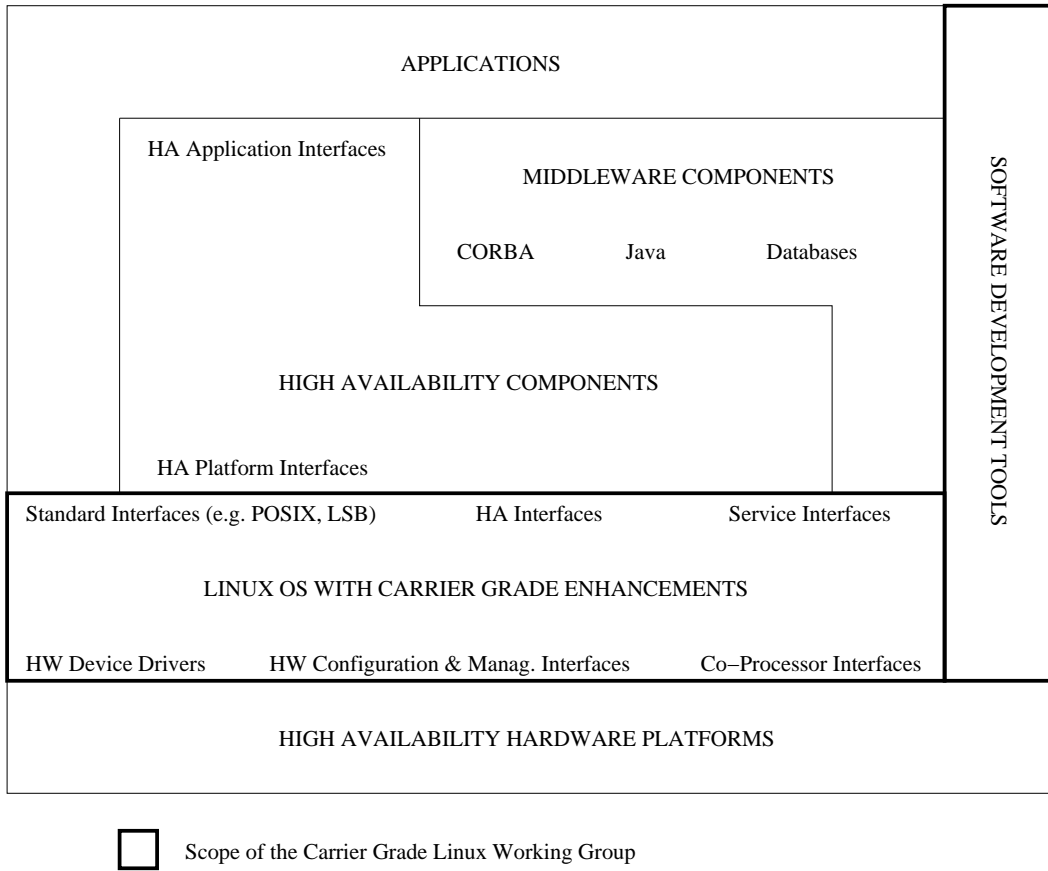 APPLICATIONS
HA Application Interfaces
MIDDLEWARE COMPONENTS
CORBA Java Databases
HIGH AVAILABILITY COMPONENTS
HA Platform Interfaces
Standard Interfaces (e.g. POSIX, LSB) HA Interfaces Service Interfaces
LINUX OS WITH CARRIER GRADE ENHANCEMENTS
HW Device Drivers HW Configuration & Manag. Interfaces Co−Processor Interfaces
HIGH AVAILABILITY HARDWARE PLATFORMS
SOFTWARE DEVELOPMENT TOOLS
Scope of the Carrier Grade Linux Working Group